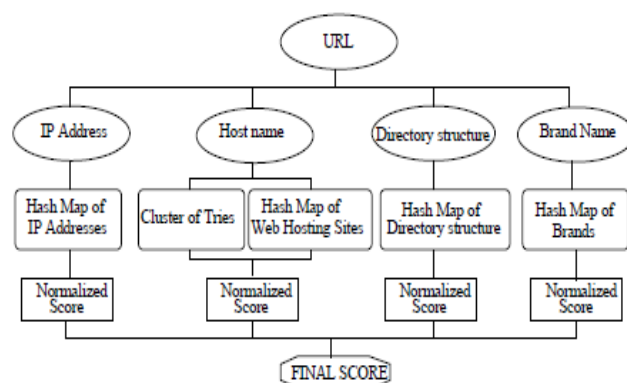 URL
IP Address
Host name
Directory structure
Brand Name
Hash Map of
IP Addresses
Cluster of Tries
Hash Map of
Web Hosting Sites
Hash Map of
Directory structure
Hash Map of
Brands
Normalized
Score
Normalized
Score
Normalized
Score
Normalized
Score
FINAL SCORE